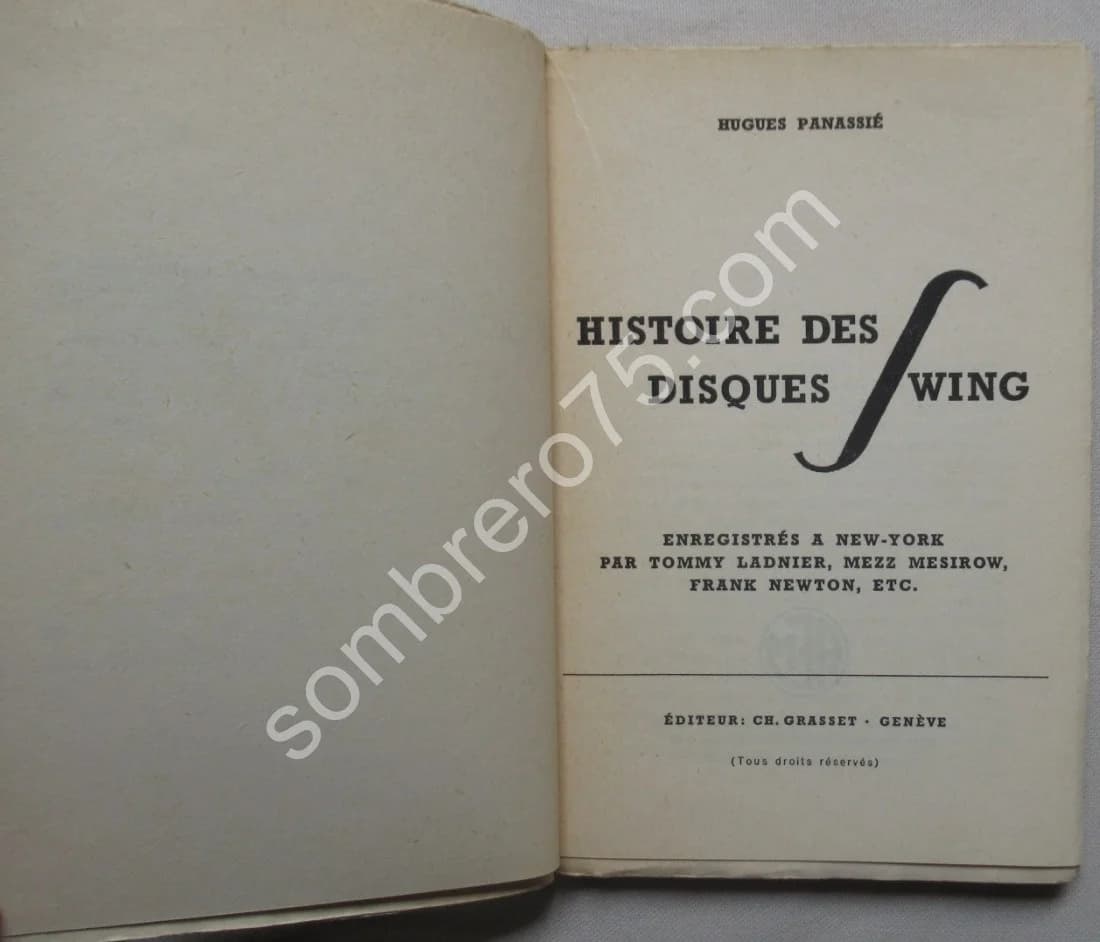 HUGUES PANASSIÉ
HISTOIRE DES
DISQUES SWING
ENREGISTRÉS A NEW-YORK
PAR TOMMY LADNIER, MEZZ MESIROW,
FRANK NEWTON, ETC.
ÉDITEUR: CH. GRASSET · GENÈVE
(Tous droits réservés)
sombrero75.com